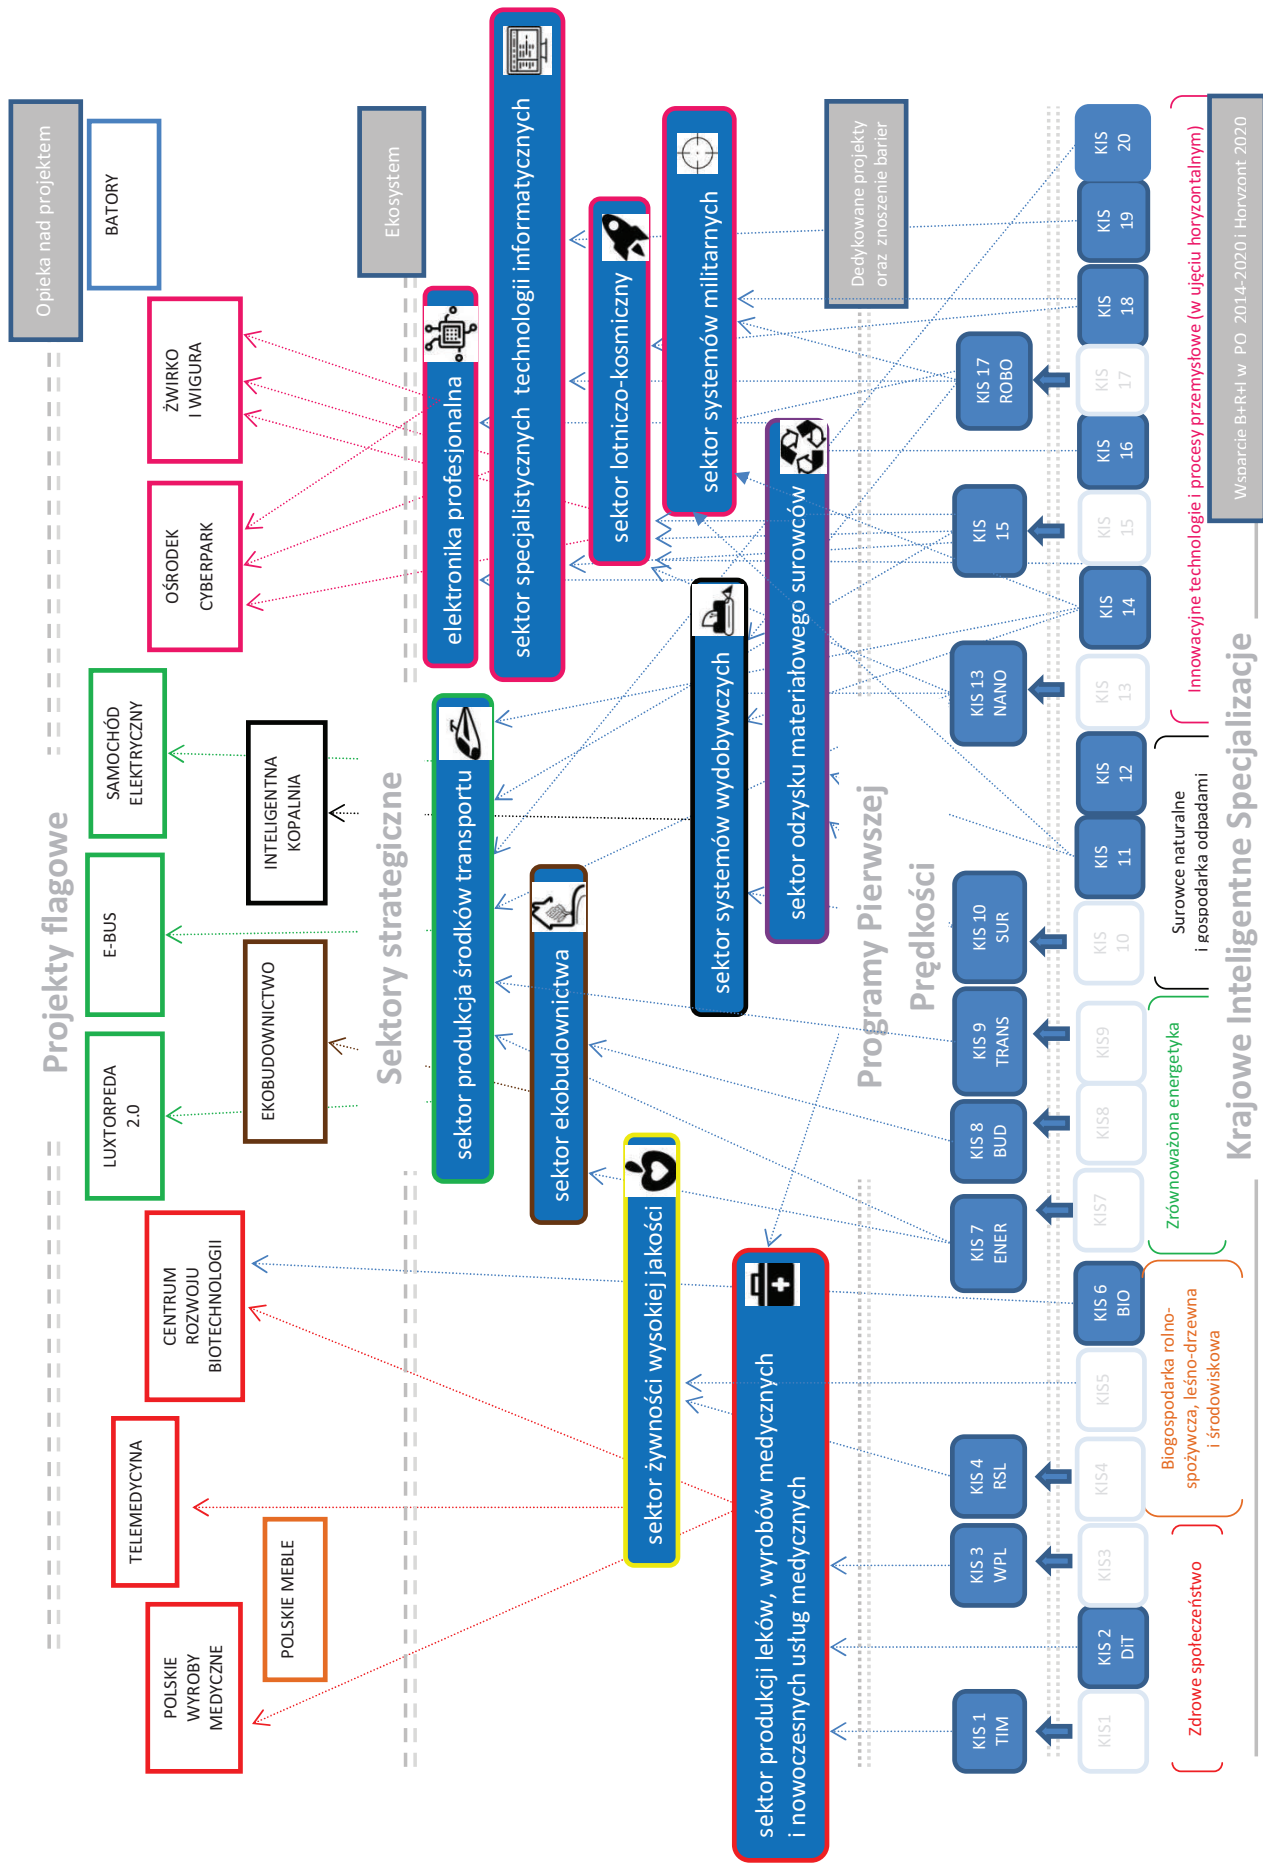 Projekty flagowe
Opieka nad projektem
POLSKIE
WYROBY
MEDYCZNE
TELEMEDYCYNA
POLSKIE MEBLE
CENTRUM
ROZWOJU
BIOTECHNOLOGII
LUXTORPEDA
2.0
E-BUS
SAMOCHÓD
ELEKTRYCZNY
EKOBUDOWNICTWO
INTELIGENTNA
KOPALNIA
OŚRODEK
CYBERPARK
ŻWIRKO
I WIGURA
BATORY
Sektory strategiczne
Ekosystem
elektronika profesjonalna
sektor produkcja środków transportu
sektor specjalistycznych technologii informatycznych
sektor ekobudownictwa
sektor lotniczo-kosmiczny
sektor żywności wysokiej jakości
sektor systemów militarnych
sektor systemów wydobywczych
sektor produkcji leków, wyrobów medycznych
i nowoczesnych usług medycznych
sektor odzysku materiałowego surowców
Programy Pierwszej
Prędkości
Dedykowane projekty
oraz znoszenie barier
KIS 1
TIM
KIS 3
WPL
KIS 4
RSL
KIS 7
ENER
KIS 8
BUD
KIS 9
TRANS
KIS 10
SUR
KIS 13
NANO
KIS
15
KIS 17
ROBO
KIS1
KIS 2
DiT
KIS3
KIS4
KIS5
KIS 6
BIO
KIS7
KIS8
KIS9
KIS
10
KIS
11
KIS
12
KIS
13
KIS
14
KIS
15
KIS
16
KIS
17
KIS
18
KIS
19
KIS
20
Zdrowe społeczeństwo
Biogospodarka rolno-
spożywcza, leśno-drzewna
i środowiskowa
Zrównoważona energetyka
Surowce naturalne
i gospodarka odpadami
Innowacyjne technologie i procesy przemysłowe (w ujęciu horyzontalnym)
Krajowe Inteligentne Specjalizacje
Wsparcie B+R+I w PO 2014-2020 i Horyzont 2020